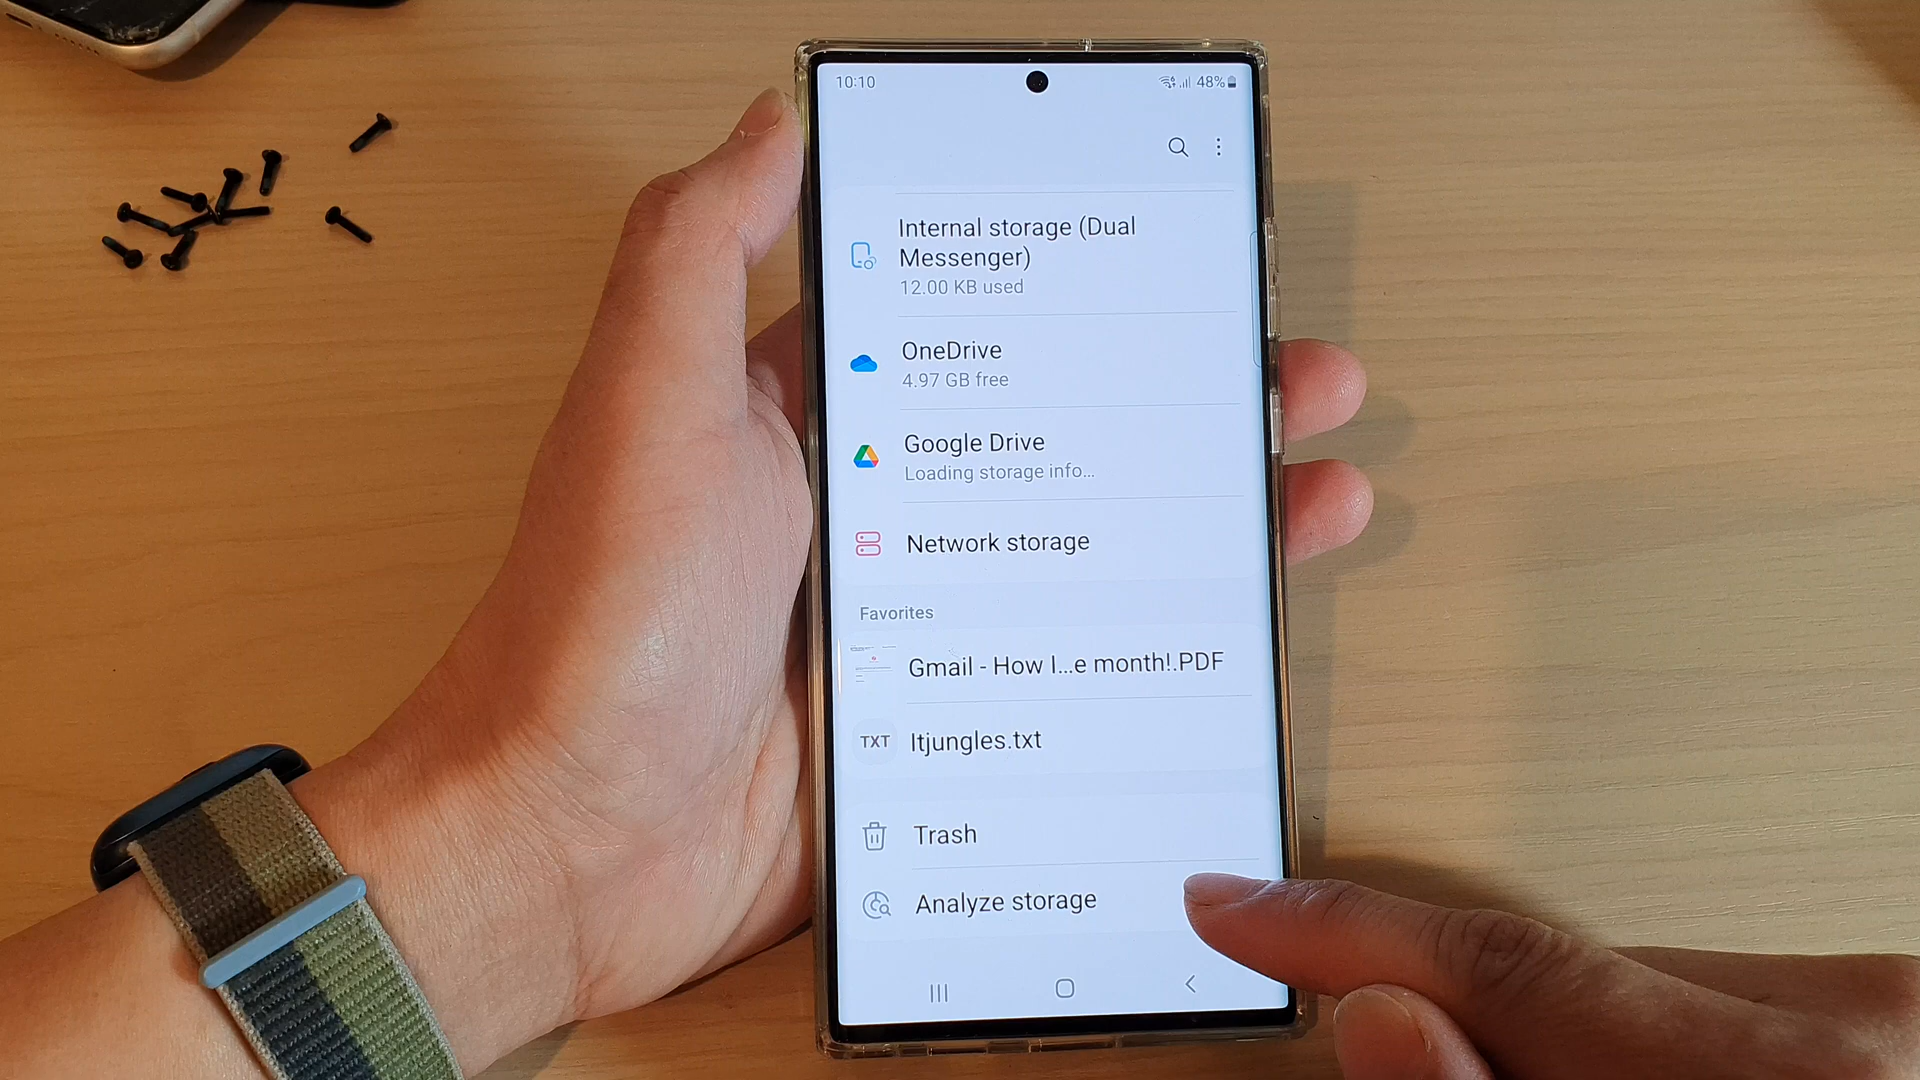 10:10
48%
Internal storage (Dual
Messenger)
12.00 KB used
OneDrive
4.97 GB free
Google Drive
Loading storage info...
Network storage
Favorites
Gmail - How I...e month!.PDF
TXT
Itjungles.txt
Trash
Analyze storage